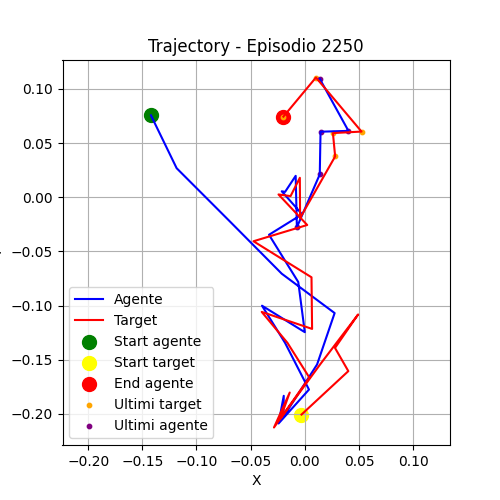 Trajectory - Episodio 2250
0.10
0.05
0.00
−0.05
−0.10
−0.15
−0.20
Agente
Target
Start agente
Start target
End agente
Ultimi target
Ultimi agente
−0.20 −0.15 −0.10 −0.05 0.00 0.05 0.10
X